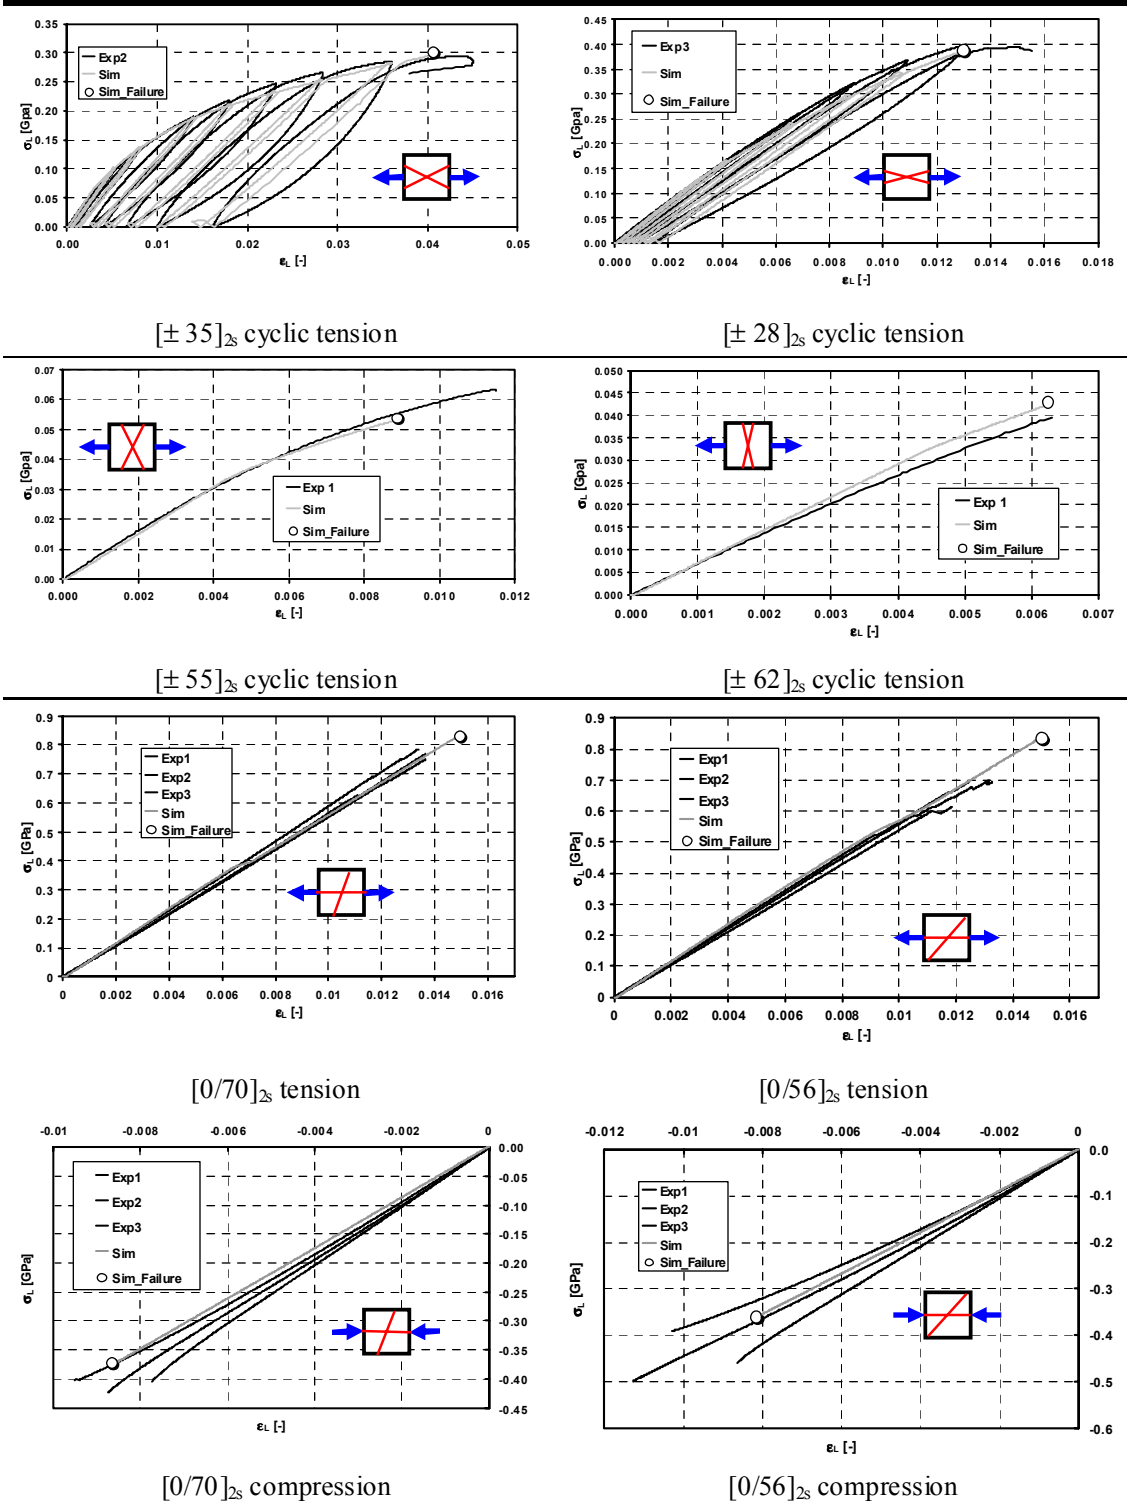 0.35
0.30
0.25
0.20
0.15
0.10
0.05
0.00
σL [Gpa]
Exp2
Sim
Sim_Failure
0.00 0.01 0.02 0.03 0.04 0.05
εL [-]
[± 35]2s cyclic tension
0.45
0.40
0.35
0.30
0.25
0.20
0.15
0.10
0.05
0.00
σL [Gpa]
Exp3
Sim
Sim_Failure
0.000 0.002 0.004 0.006 0.008 0.010 0.012 0.014 0.016 0.018
εL [-]
[± 28]2s cyclic tension
0.07
0.06
0.05
0.04
0.03
0.02
0.01
0.00
σL [Gpa]
Exp 1
Sim
Sim_Failure
0.000 0.002 0.004 0.006 0.008 0.010 0.012
εL [-]
[± 55]2s cyclic tension
0.050
0.045
0.040
0.035
0.030
0.025
0.020
0.015
0.010
0.005
0.000
σL [Gpa]
Exp 1
Sim
Sim_Failure
0.000 0.001 0.002 0.003 0.004 0.005 0.006 0.007
εL [-]
[± 62]2s cyclic tension
0.9
0.8
0.7
0.6
0.5
0.4
0.3
0.2
0.1
0
σL [GPa]
Exp1
Exp2
Exp3
Sim
Sim_Failure
0 0.002 0.004 0.006 0.008 0.01 0.012 0.014 0.016
εL [-]
[0/70]2s tension
0.9
0.8
0.7
0.6
0.5
0.4
0.3
0.2
0.1
0
σL [GPa]
Exp1
Exp2
Exp3
Sim
Sim_Failure
0 0.002 0.004 0.006 0.008 0.01 0.012 0.014 0.016
εL [-]
[0/56]2s tension
-0.01 -0.008 -0.006 -0.004 -0.002 0
0.00
-0.05
-0.10
-0.15
-0.20
-0.25
-0.30
-0.35
-0.40
-0.45
σL [GPa]
Exp1
Exp2
Exp3
Sim
Sim_Failure
εL [-]
[0/70]2s compression
-0.012 -0.01 -0.008 -0.006 -0.004 -0.002 0
0.0
-0.1
-0.2
-0.3
-0.4
-0.5
-0.6
σL [GPa]
Exp1
Exp2
Exp3
Sim
Sim_Failure
εL [-]
[0/56]2s compression